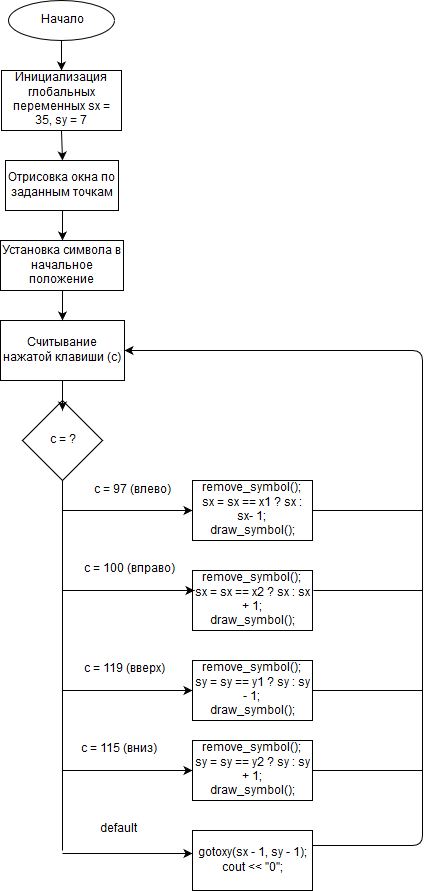 Начало
Инициализация
глобальных
переменных sx =
35, sy = 7
Отрисовка окна по
заданным точкам
Установка символа в
начальное
положение
Считывание
нажатой клавиши (c)
c = ?
c = 97 (влево)
remove_symbol();
sx = sx == x1 ? sx :
sx- 1;
draw_symbol();
c = 100 (вправо)
remove_symbol();
sx = sx == x2 ? sx : sx
+ 1;
draw_symbol();
c = 119 (вверх)
remove_symbol();
sy = sy == y1 ? sy : sy
- 1;
draw_symbol();
c = 115 (вниз)
remove_symbol();
sy = sy == y2 ? sy : sy
+ 1;
draw_symbol();
default
gotoxy(sx - 1, sy - 1);
cout << "0";